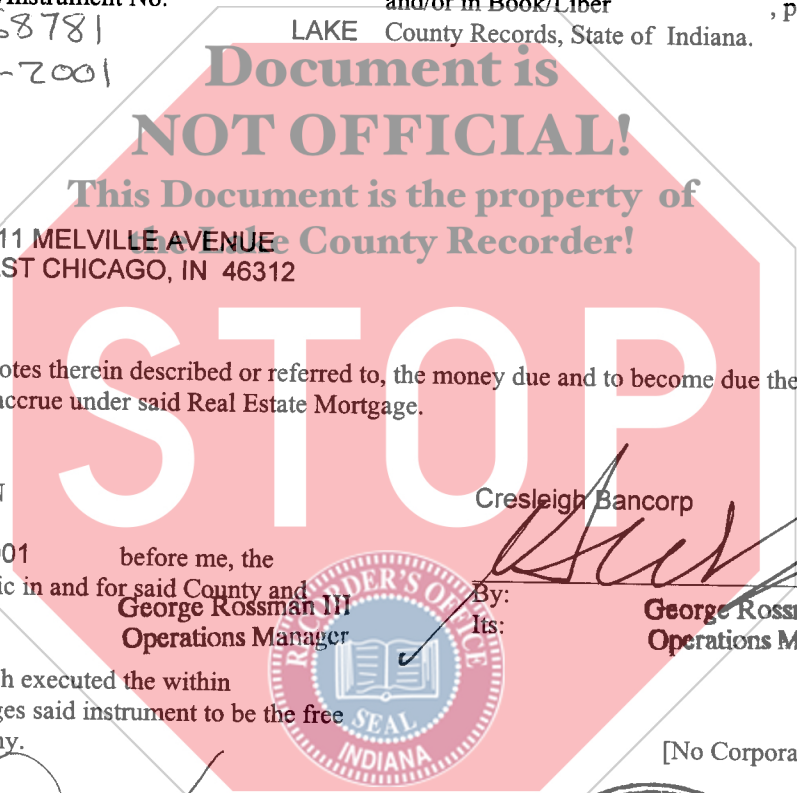 Instrument No.
and/or in Book/Liber , p
68781
LAKE County Records, State of Indiana.
-2001
Document is
NOT OFFICIAL!
This Document is the property of
the Lake County Recorder!
11 MELVILLE AVENUE
ST CHICAGO, IN 46312
STOP
otes therein described or referred to, the money due and to become due the
accrue under said Real Estate Mortgage.
N
Cresleigh Bancorp
01 before me, the
ic in and for said County and
George Rossman III
Operations Manager
By:
Its:
George Ross
Operations M
h executed the within
ges said instrument to be the free
ny.
RECORDER'S OFFICE
SEAL
INDIANA
[No Corpora